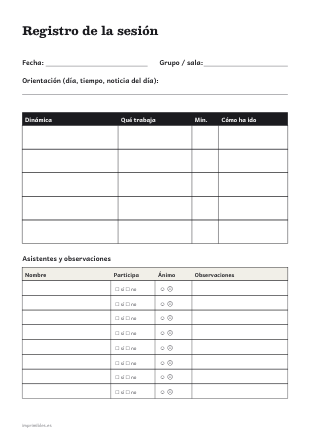 Registro de la sesión
Fecha: Grupo / sala:
Orientación (día, tiempo, noticia del día):
Dinámica Qué trabaja Min. Cómo ha ido
Asistentes y observaciones
Nombre Participa Ánimo Observaciones
☐ sí ☐ no ☺ ☹
☐ sí ☐ no ☺ ☹
☐ sí ☐ no ☺ ☹
☐ sí ☐ no ☺ ☹
☐ sí ☐ no ☺ ☹
☐ sí ☐ no ☺ ☹
☐ sí ☐ no ☺ ☹
☐ sí ☐ no ☺ ☹